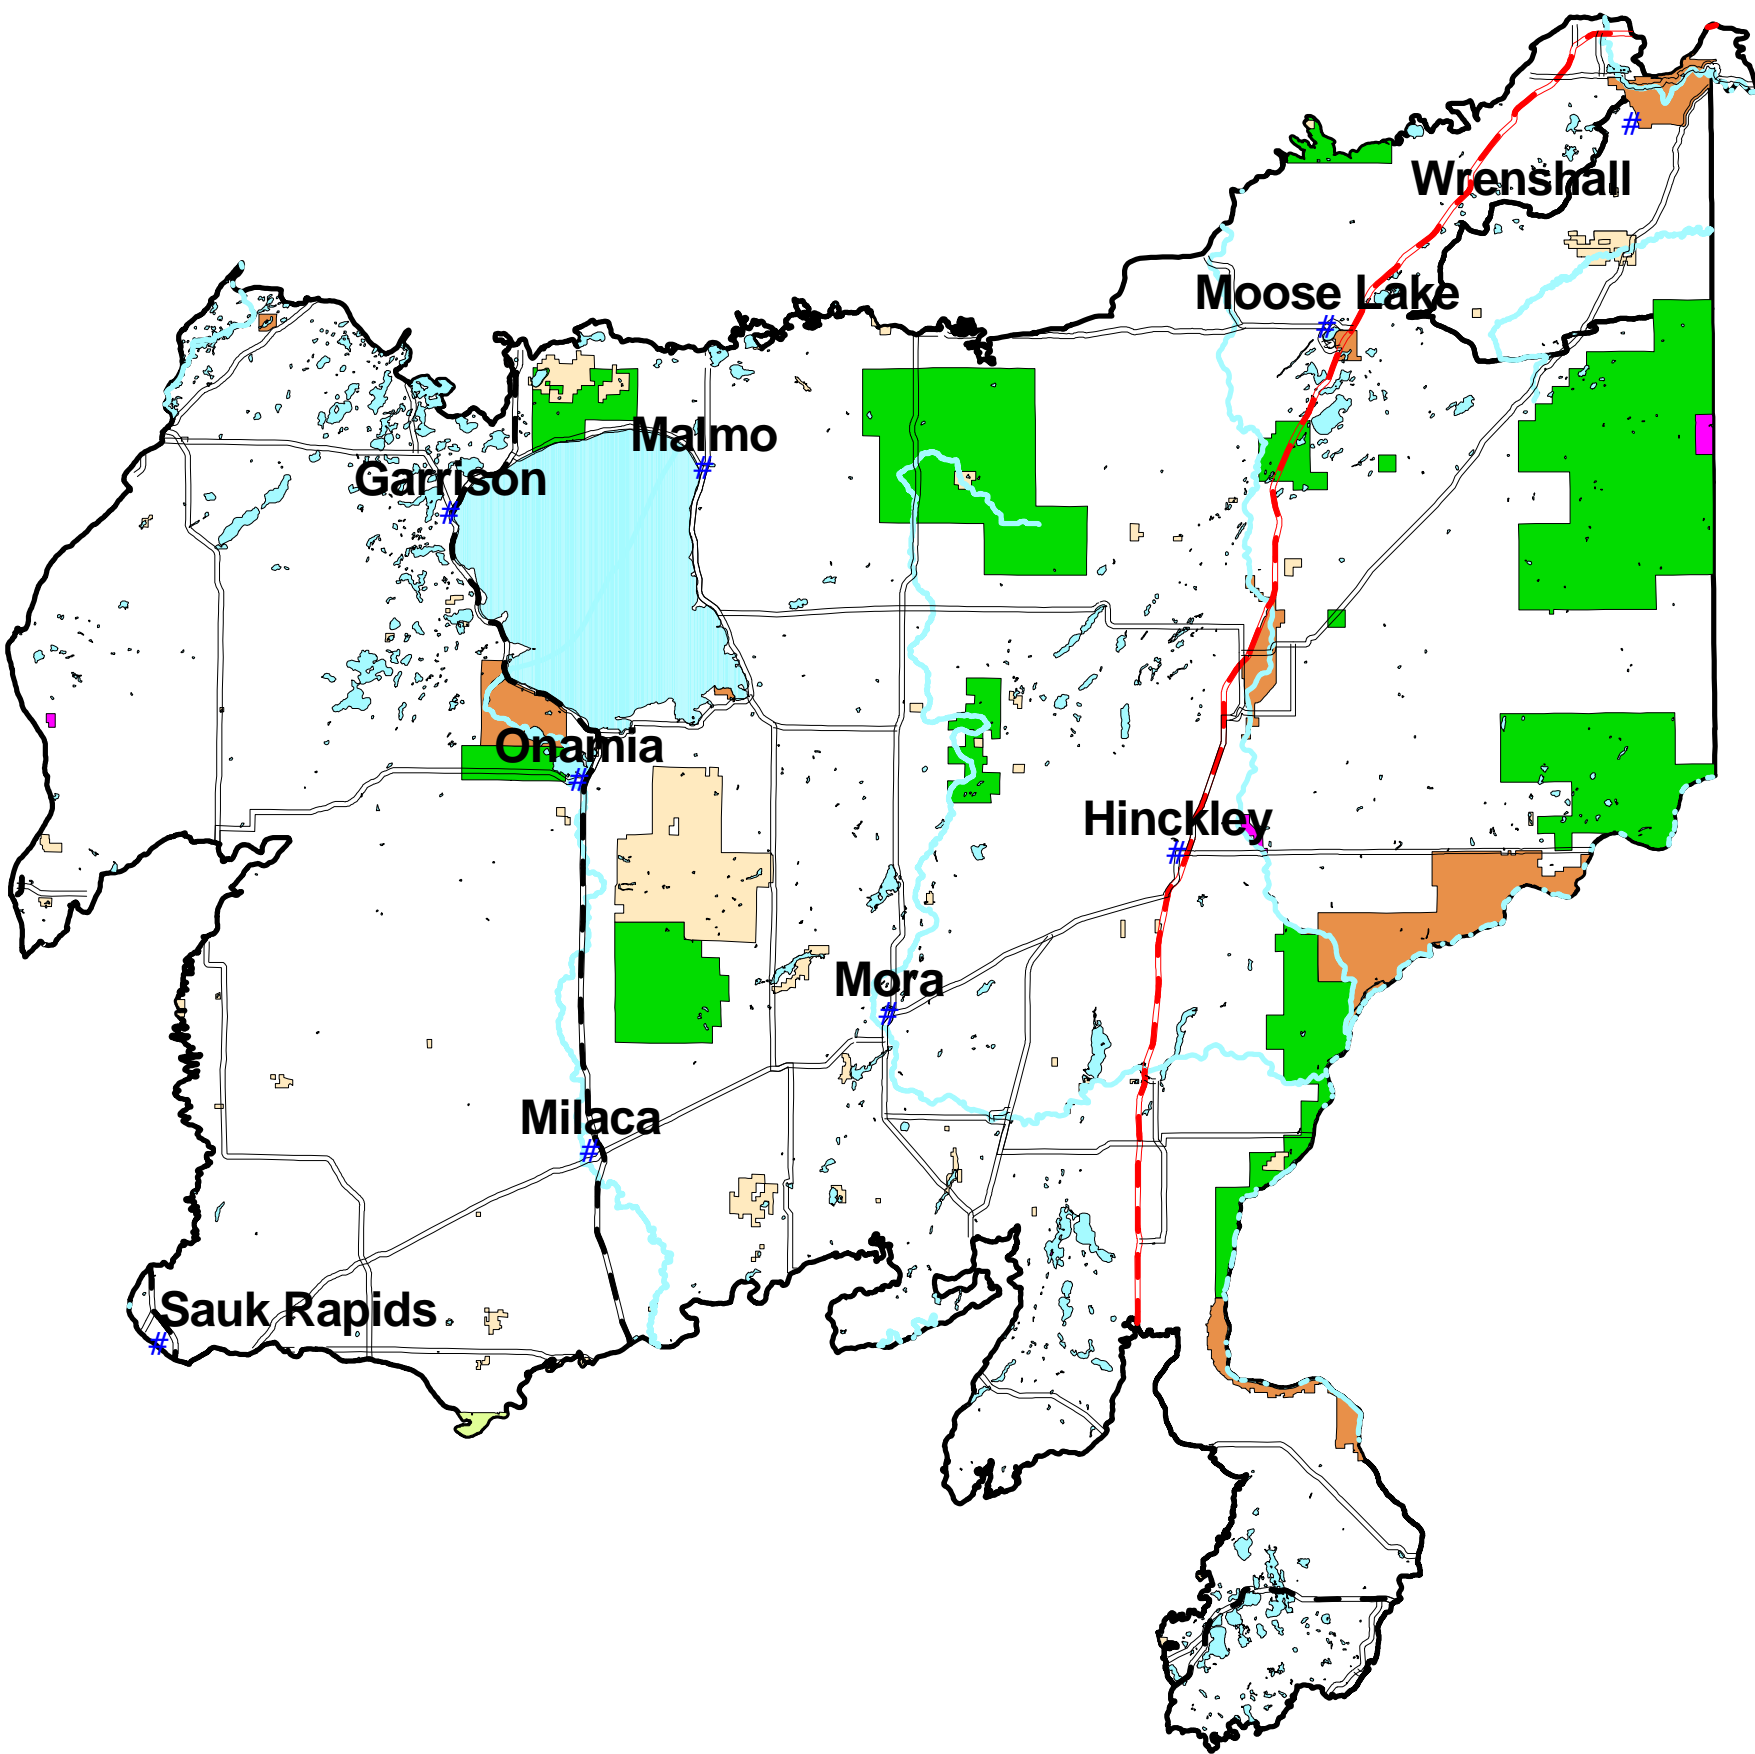 Wrenshall
#
Moose Lake
#
Malmo
#
Garrison
#
Onamia
#
Hinckley
#
Mora
#
Milaca
#
Sauk Rapids
#